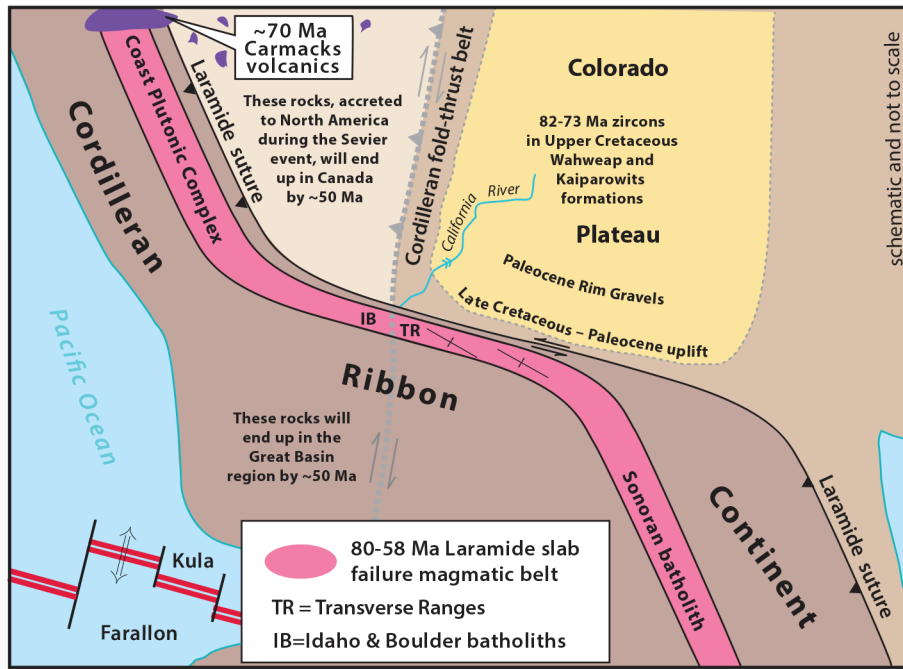 ~70 Ma
Carmacks
volcanics
Coast Plutonic Complex
Laramide suture
These rocks, accreted
to North America
during the Sevier
event, will end
up in Canada
by ~50 Ma
Cordilleran fold-thrust belt
Colorado
82-73 Ma zircons
in Upper Cretaceous
Wahweap and
Kaiparowits
formations
Plateau
California
River
Paleocene Rim Gravels
Late Cretaceous – Paleocene uplift
schematic and not to scale
Cordilleran
Ribbon
Continent
IB
TR
Pacific Ocean
These rocks will
end up in the
Great Basin
region by ~50 Ma
Sonoran batholith
Laramide suture
Kula
Farallon
80-58 Ma Laramide slab
failure magmatic belt
TR = Transverse Ranges
IB=Idaho & Boulder batholiths